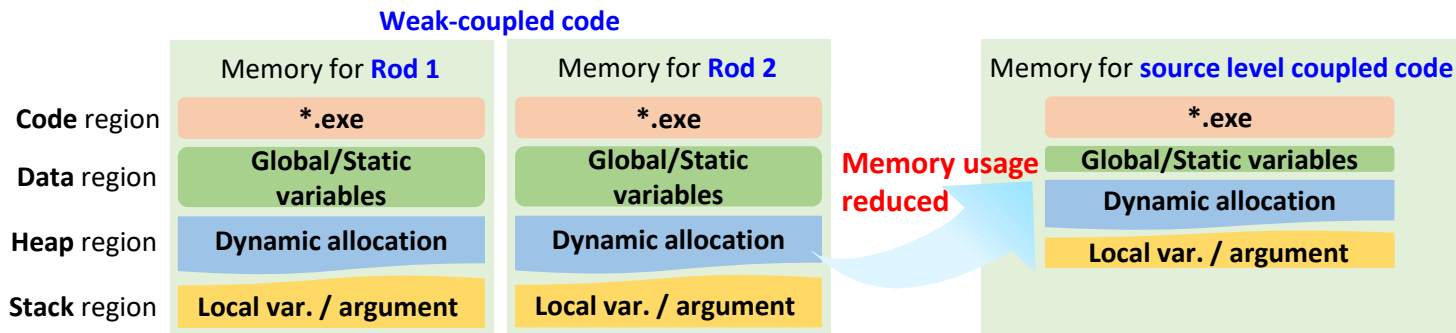 Weak-coupled code
Memory for Rod 1
Memory for Rod 2
Memory for source level coupled code
Code region
*.exe
*.exe
*.exe
Data region
Global/Static
variables
Global/Static
variables
Memory usage
reduced
Global/Static variables
Heap region
Dynamic allocation
Dynamic allocation
Dynamic allocation
Stack region
Local var. / argument
Local var. / argument
Local var. / argument